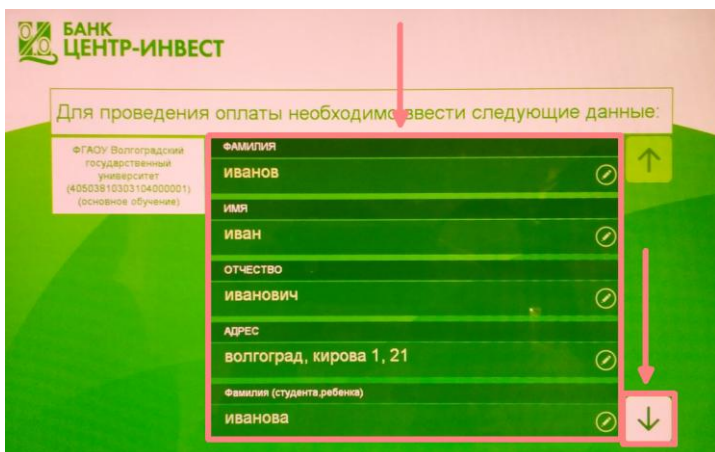 БАНК
ЦЕНТР-ИНВЕСТ
Для проведения оплаты необходимо ввести следующие данные:
ФГАОУ Волгоградский
государственный
университет
(40503810303104000001)
(основное обучение)
ФАМИЛИЯ
иванов
ИМЯ
иван
ОТЧЕСТВО
иванович
АДРЕС
волгоград, кирова 1, 21
Фамилия (студента,ребенка)
иванова